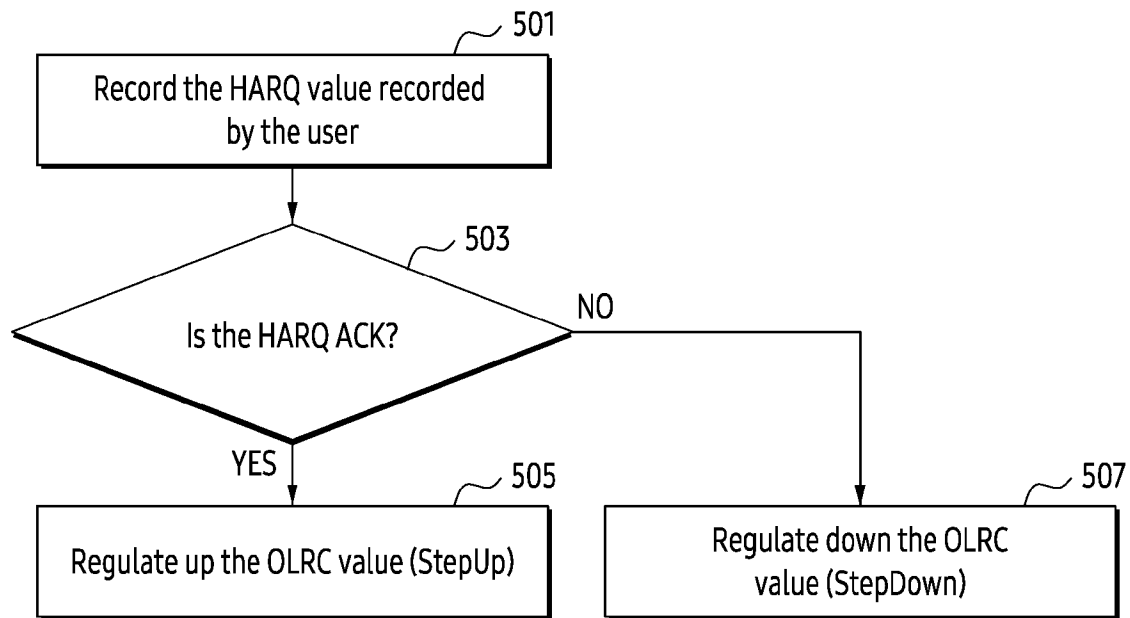 501
Record the HARQ value recorded
by the user
503
Is the HARQ ACK?
NO
YES
505
Regulate up the OLRC value (StepUp)
507
Regulate down the OLRC
value (StepDown)